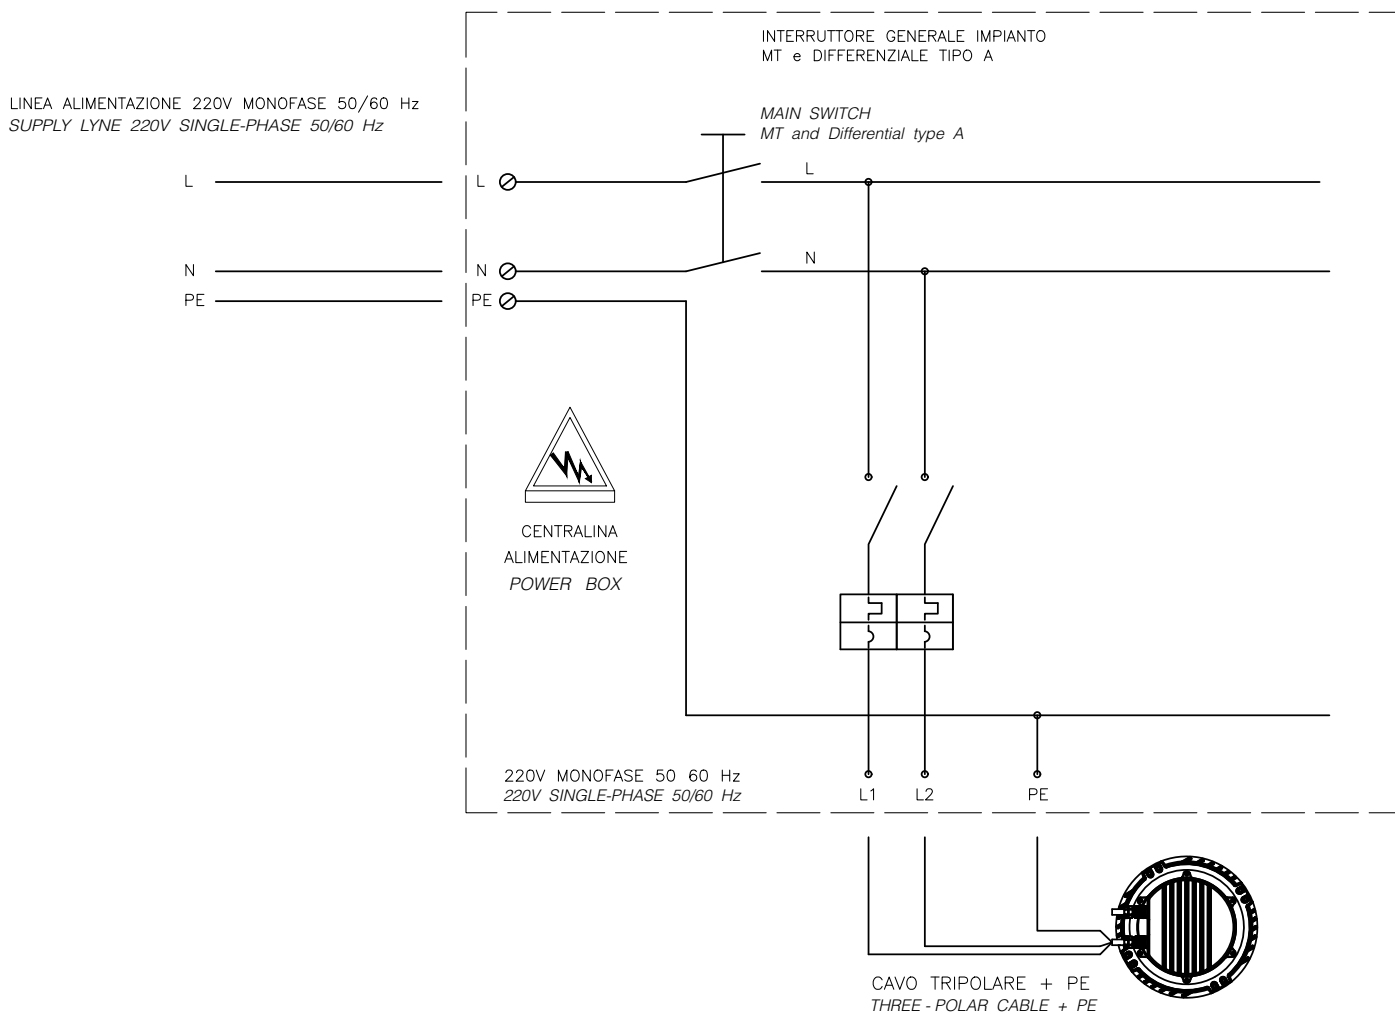 INTERRUTTORE GENERALE IMPIANTO
MT e DIFFERENZIALE TIPO A
LINEA ALIMENTAZIONE 220V MONOFASE 50/60 Hz
SUPPLY LYNE 220V SINGLE-PHASE 50/60 Hz
MAIN SWITCH
MT and Differential type A
L
L
L
N
N
N
PE
PE
CENTRALINA
ALIMENTAZIONE
POWER BOX
220V MONOFASE 50 60 Hz
220V SINGLE-PHASE 50/60 Hz
L1
L2
PE
CAVO TRIPOLARE + PE
THREE - POLAR CABLE + PE